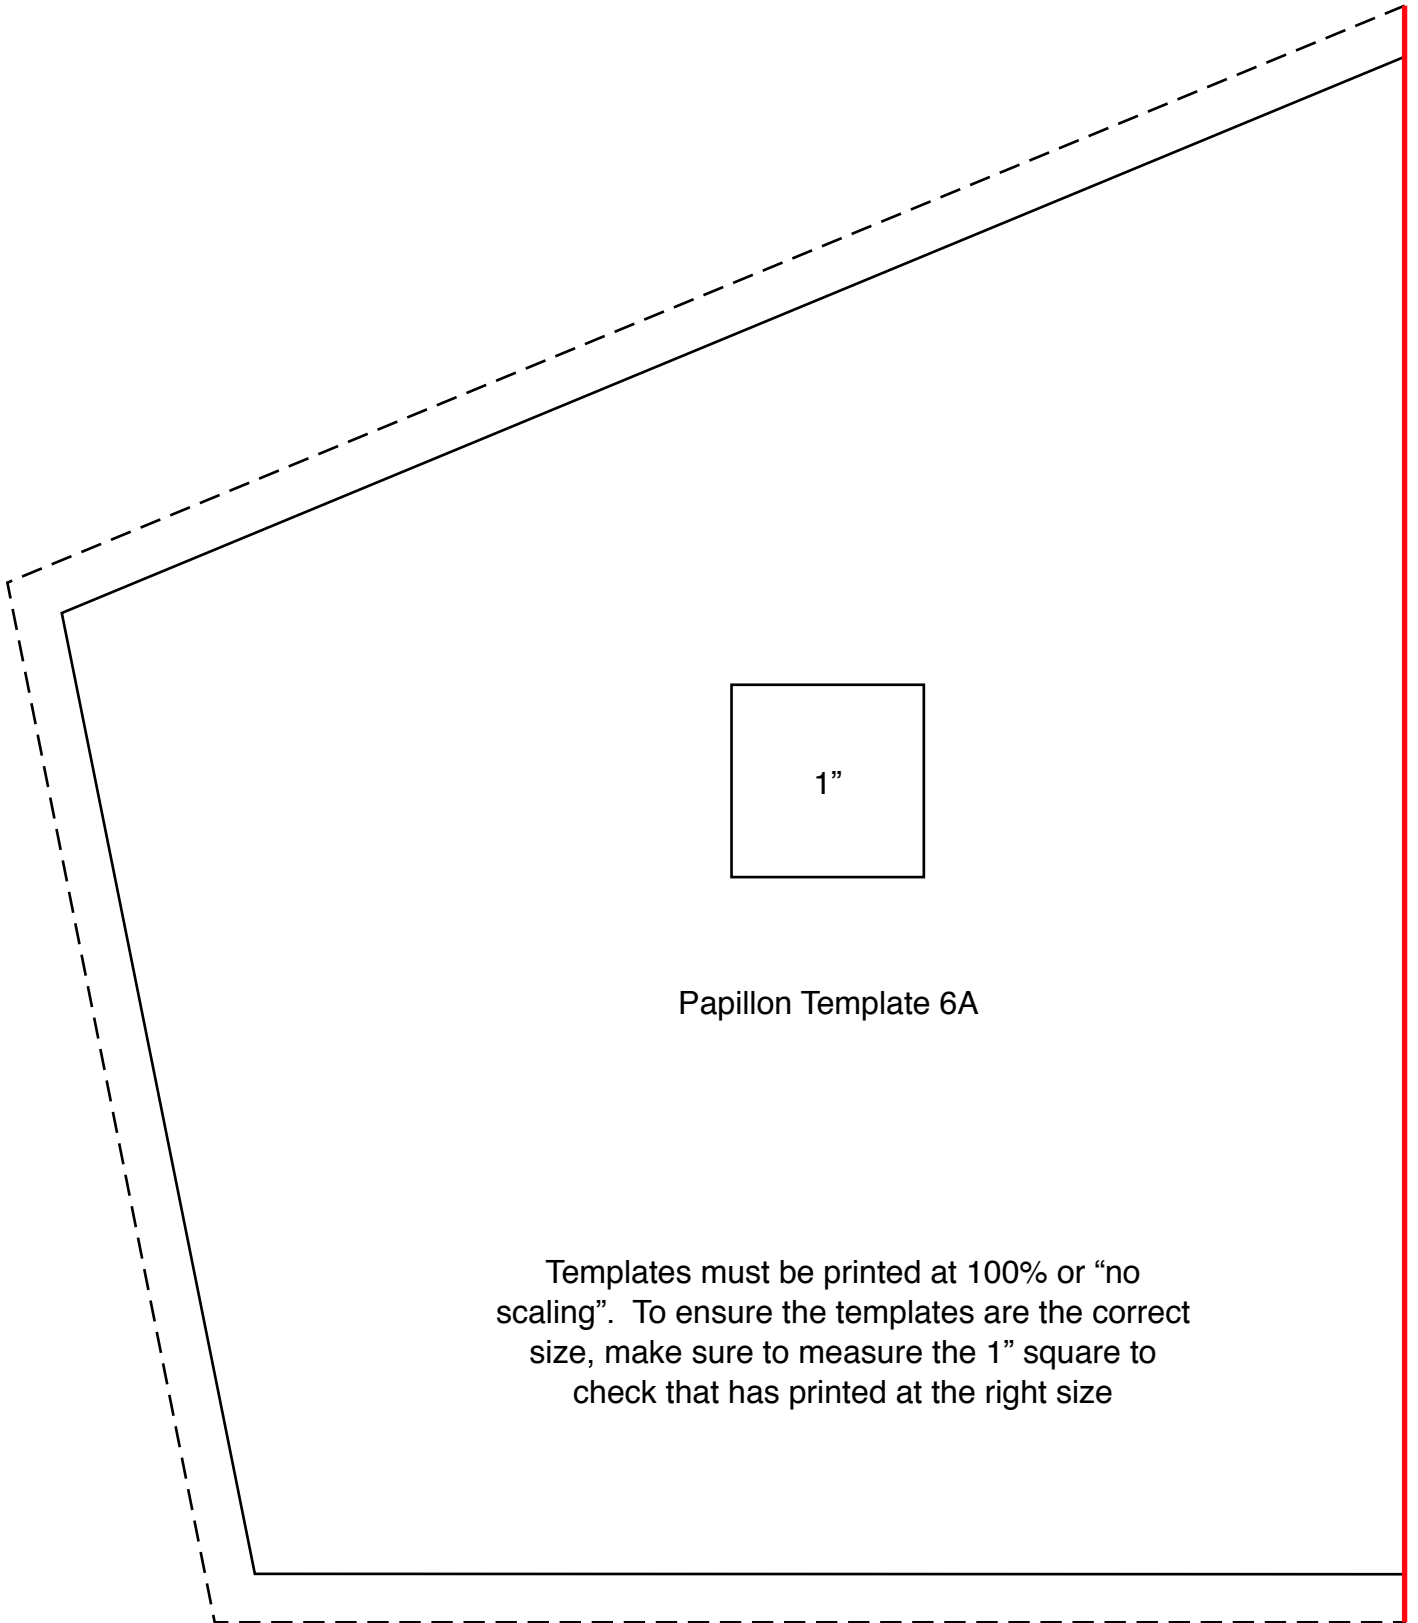 1”
Papillon Template 6A
Templates must be printed at 100% or “no
scaling”.  To ensure the templates are the correct
size, make sure to measure the 1” square to
check that has printed at the right size